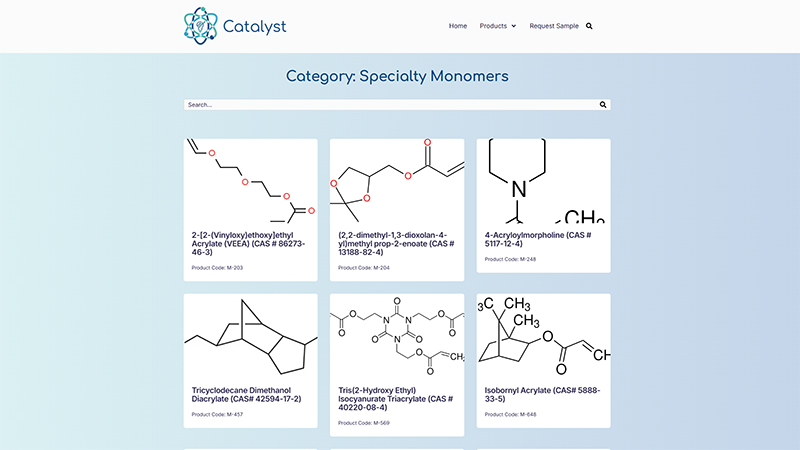 Catalyst
Home Products Request Sample
Category: Specialty Monomers
Search...
O
O
O
O
2-[2-(Vinyloxy)ethoxy]ethyl
Acrylate (VEEA) (CAS # 86273-
46-3)
Product Code: M-203
O
O
O
O
(2,2-dimethyl-1,3-dioxolan-4-
yl)methyl prop-2-enoate (CAS #
13188-82-4)
Product Code: M-204
N
CH₂
4-Acryloylmorpholine (CAS #
5117-12-4)
Product Code: M-248
Tricyclodecane Dimethanol
Diacrylate (CAS# 42594-17-2)
Product Code: M-457
O
O
O
N
N
O
O
O
O
N
O
O
CH
Tris(2-Hydroxy Ethyl)
Isocyanurate Triacrylate (CAS #
40220-08-4)
Product Code: M-569
3C CH₃
CH₃
O
O
CH
Isobornyl Acrylate (CAS# 5888-
33-5)
Product Code: M-648